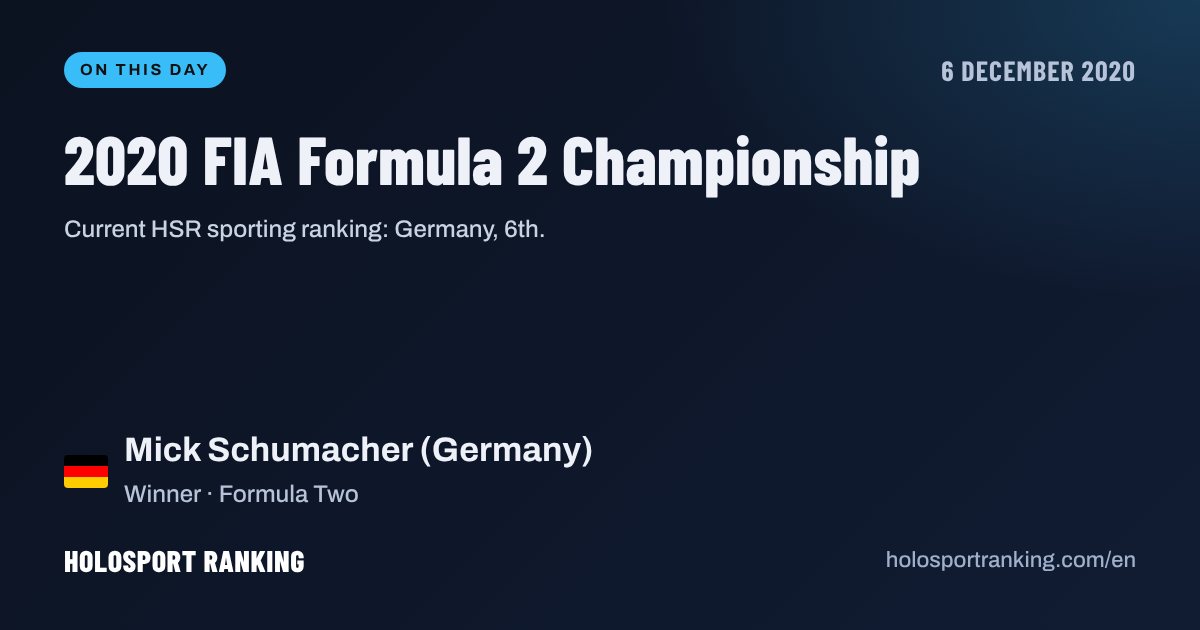 ON THIS DAY
6 DECEMBER 2020
2020 FIA Formula 2 Championship
Current HSR sporting ranking: Germany, 6th.
Mick Schumacher (Germany)
Winner · Formula Two
HOLOSPORT RANKING
holosportranking.com/en